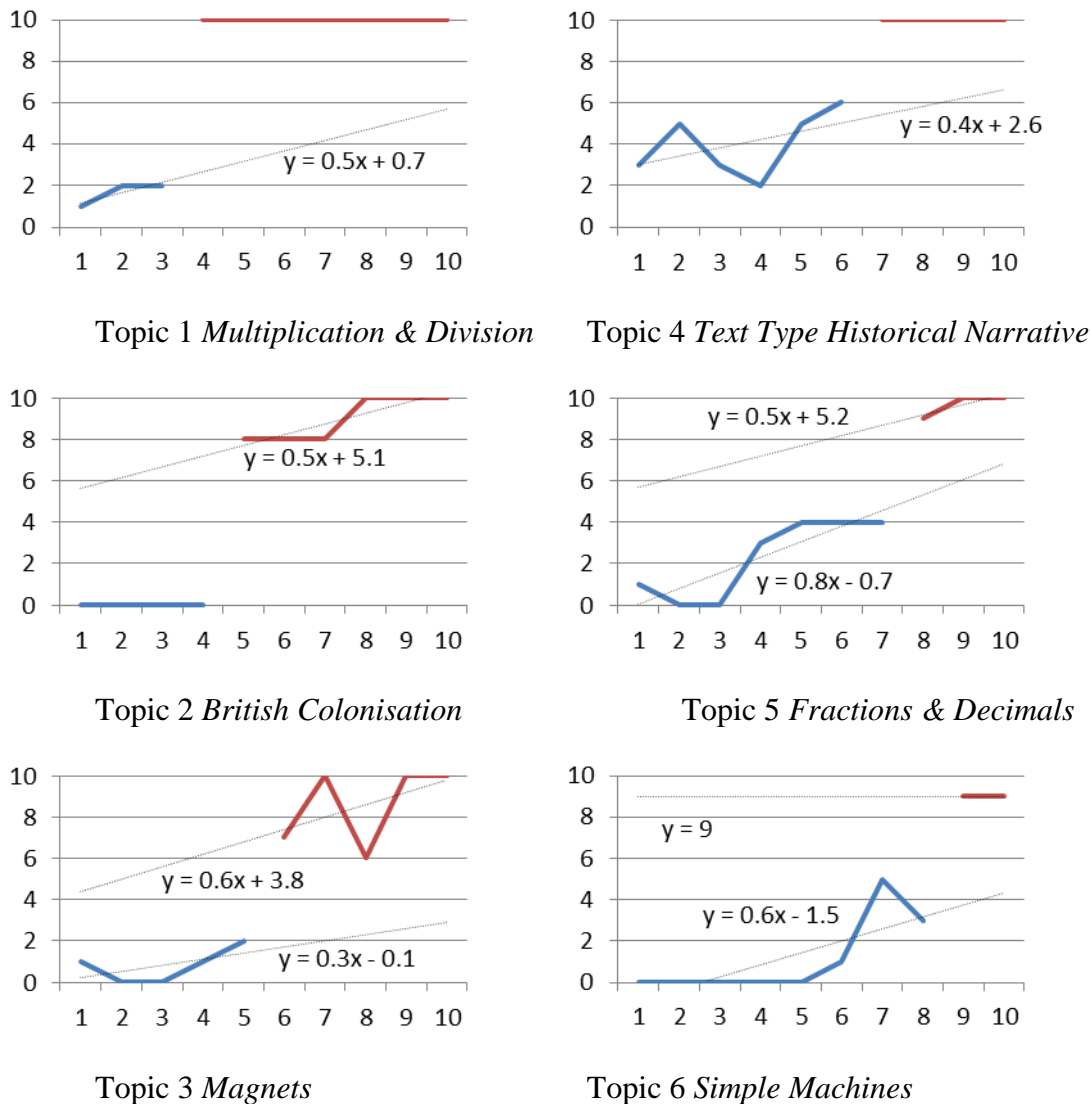 10
8
6
4
2
0
y = 0.5x + 0.7
1 2 3 4 5 6 7 8 9 10
Topic 1 Multiplication & Division
10
8
6
4
2
0
y = 0.4x + 2.6
1 2 3 4 5 6 7 8 9 10
Topic 4 Text Type Historical Narrative
10
8
6
4
2
0
y = 0.5x + 5.1
1 2 3 4 5 6 7 8 9 10
Topic 2 British Colonisation
10
8
6
4
2
0
y = 0.5x + 5.2
y = 0.8x - 0.7
1 2 3 4 5 6 7 8 9 10
Topic 5 Fractions & Decimals
10
8
6
4
2
0
y = 0.6x + 3.8
y = 0.3x - 0.1
1 2 3 4 5 6 7 8 9 10
Topic 3 Magnets
10
8
6
4
2
0
y = 9
y = 0.6x - 1.5
1 2 3 4 5 6 7 8 9 10
Topic 6 Simple Machines